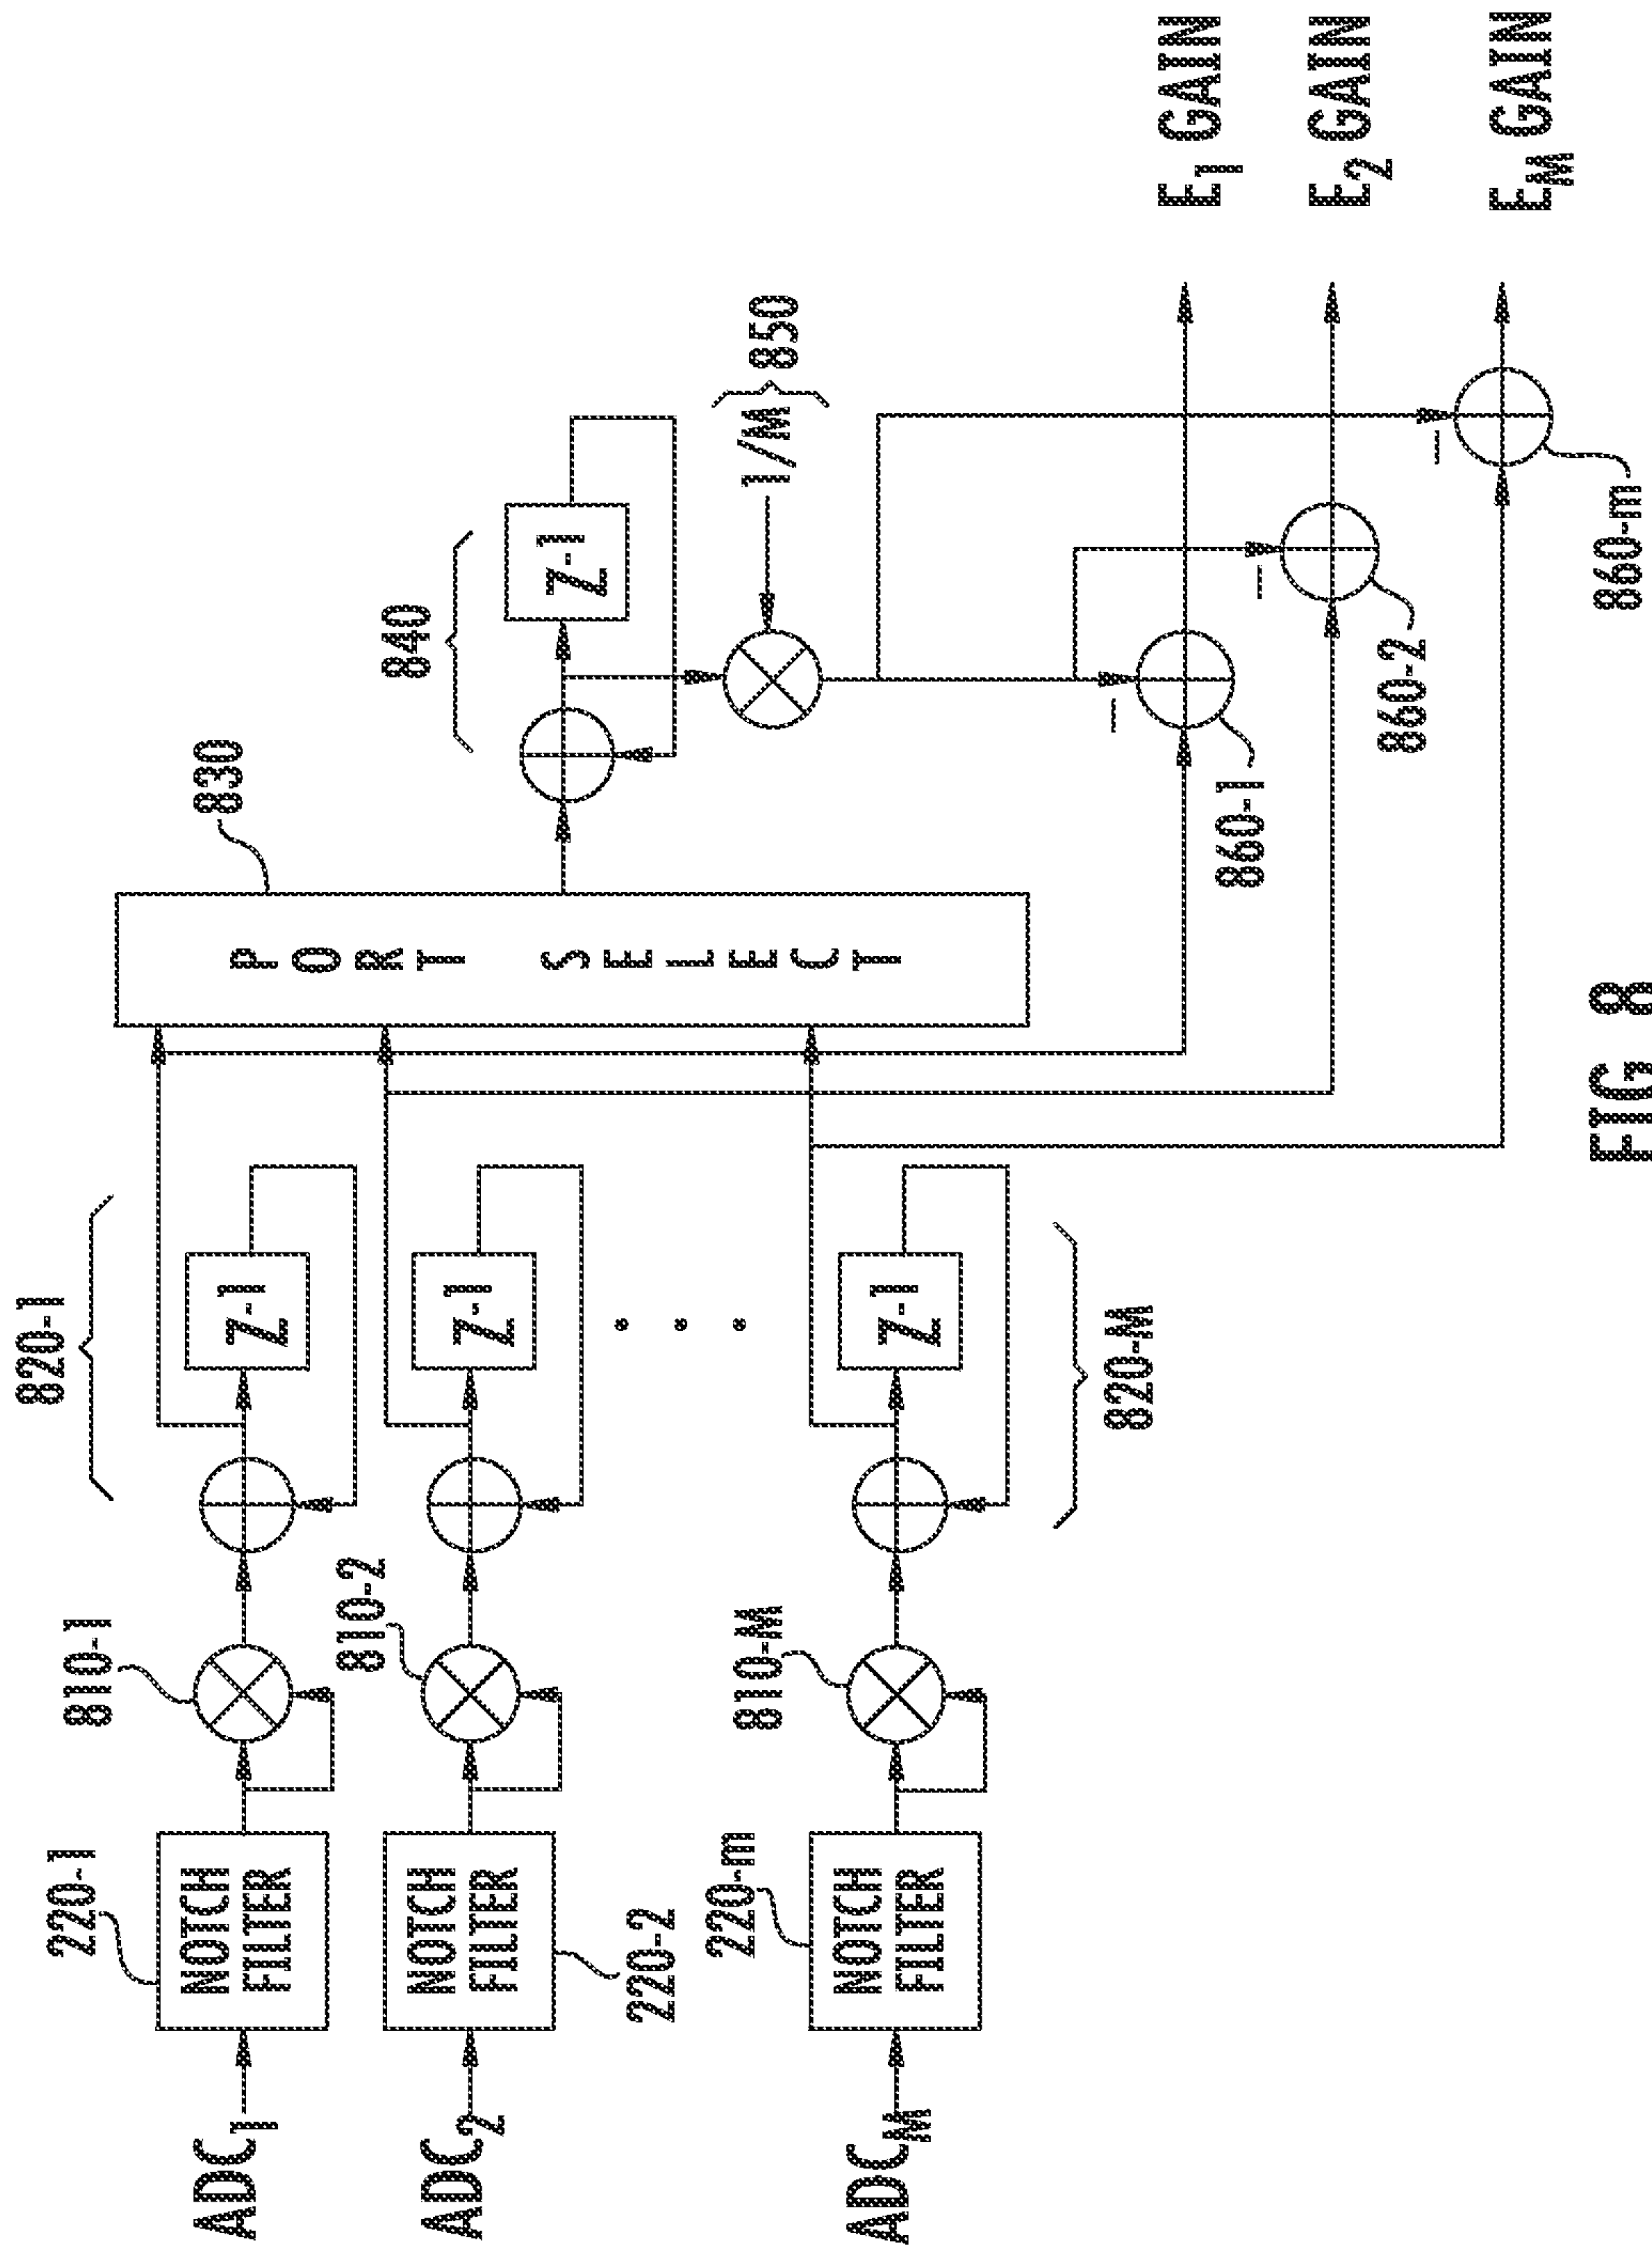 ADC1
220-1
NOTCH
FILTER
810-1
820-1
Z-1
ADC2
220-2
NOTCH
FILTER
810-2
Z-1
ADCM
220-m
NOTCH
FILTER
810-M
820-M
Z-1
PORT SELECT
830
840
Z-1
1/M
850
860-1
860-2
860-m
E1 GAIN
E2 GAIN
EM GAIN
FIG 8